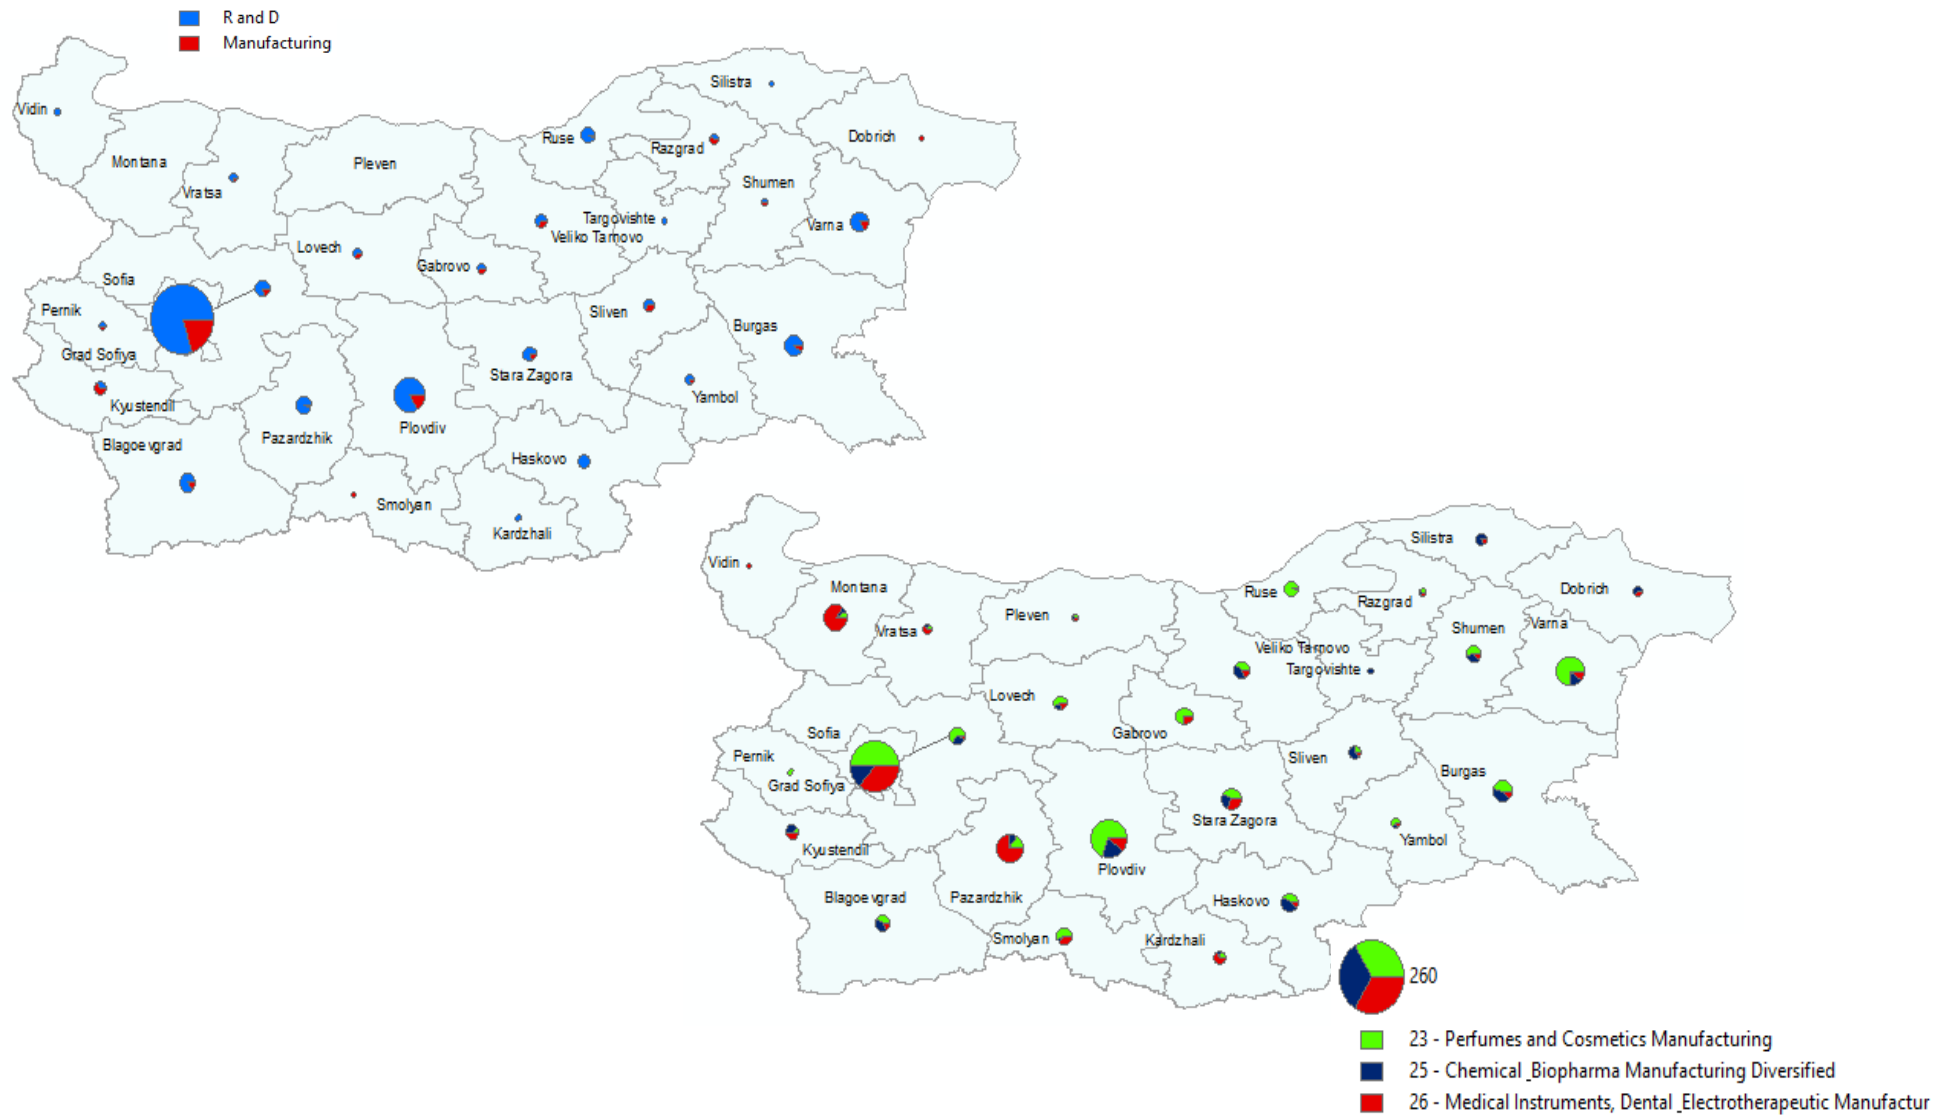 R and D
Manufacturing
Silistra
Vidin
Ruse
Dobrich
Razgrad
Montana
Pleven
Vratsa
Shumen
Targovishte
Varna
Veliko Tarnovo
Lovech
Gabrovo
Sofia
Pernik
Sliven
Burgas
Grad Sofiya
Stara Zagora
Kyustendil
Yambol
Plovdiv
Pazardzhik
Blagoevgrad
Haskovo
Smolyan
Kardzhali
Silistra
Vidin
Montana
Ruse
Dobrich
Razgrad
Pleven
Varna
Vratsa
Shumen
Veliko Tarnovo
Targovishte
Lovech
Sofia
Gabrovo
Pernik
Sliven
Burgas
Grad Sofiya
Stara Zagora
Yambol
Kyustendil
Plovdiv
Blagoevgrad
Pazardzhik
Haskovo
Smolyan
Kardzhali
260
23 - Perfumes and Cosmetics Manufacturing
25 - Chemical_Biopharma Manufacturing Diversified
26 - Medical Instruments, Dental_Electrotherapeutic Manufactur